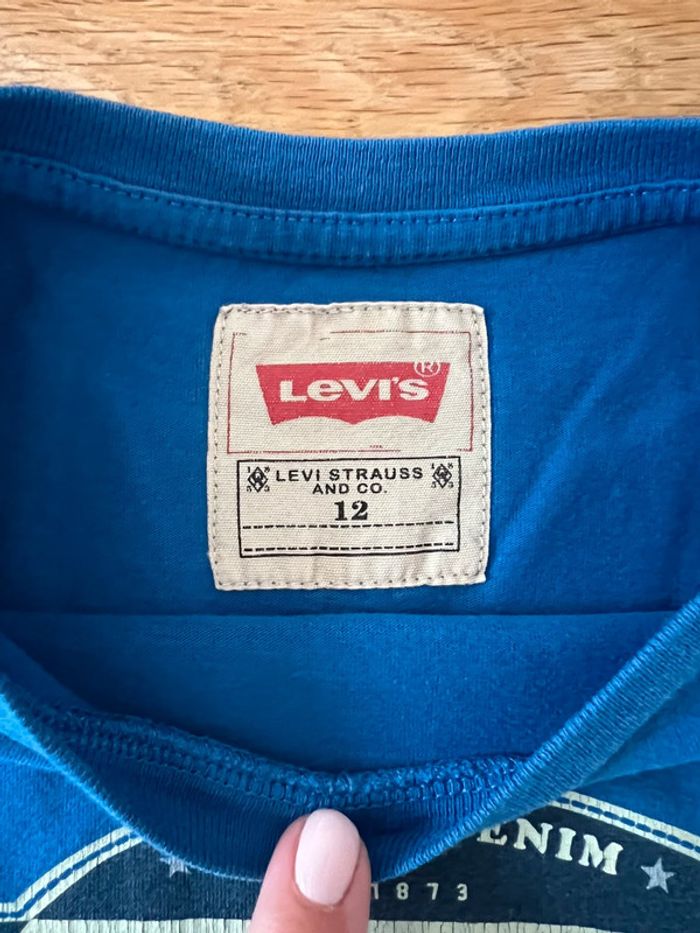 LEVI'S ®
LEVI STRAUSS
AND CO.
12
ENIM
1873